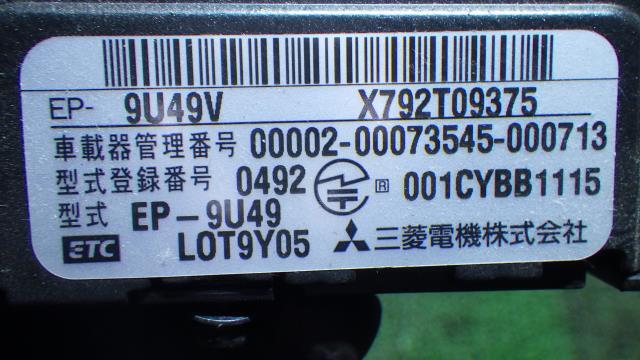 EP- 9U49V X792T09375
車載器管理番号 00002-00073545-000713
型式登録番号 0492 R 001CYBB1115
型式 EP-9U49
ETC LOT9Y05 三菱電機株式会社